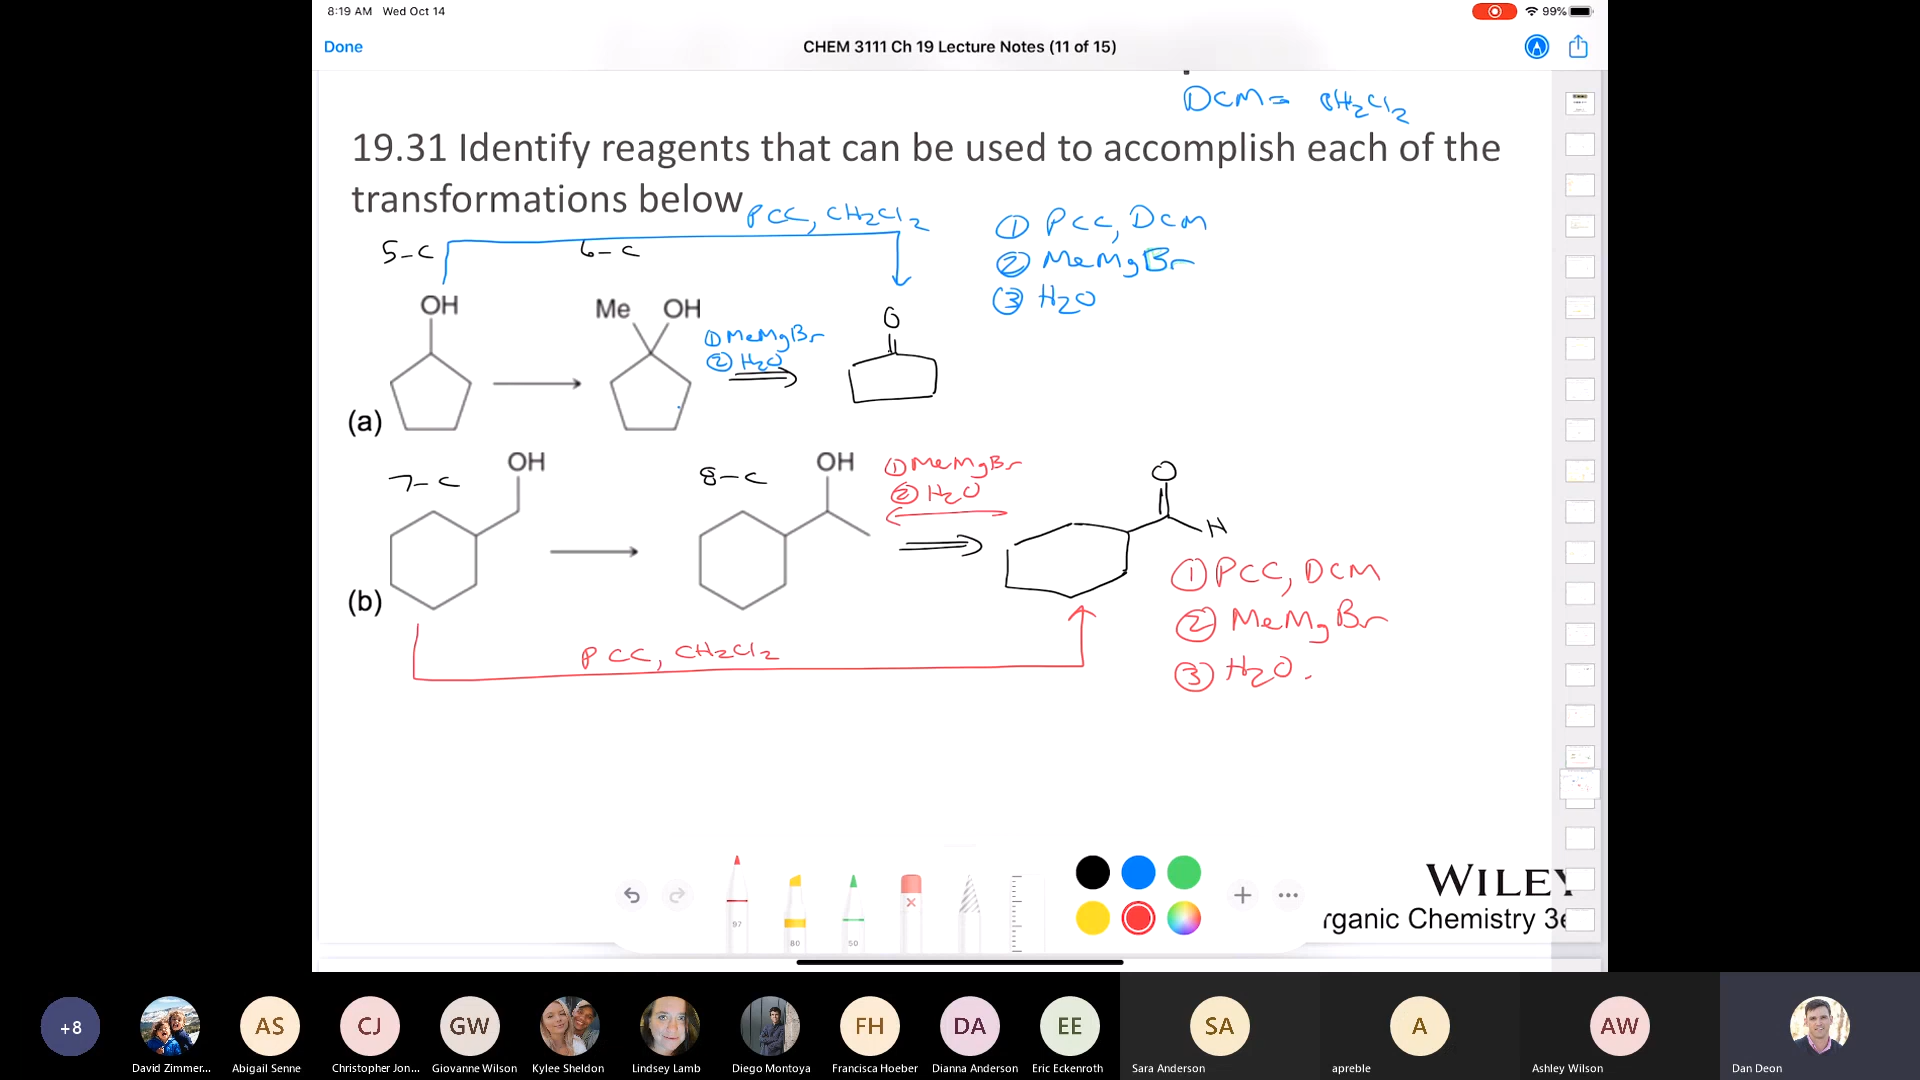 8:19 AM Wed Oct 14
99%
Done
CHEM 3111 Ch 19 Lecture Notes (11 of 15)
DCM = CH2Cl2
19.31 Identify reagents that can be used to accomplish each of the
transformations below
PCC, CH2Cl2
① PCC, DCM
② MeMgBr
③ H2O
5-C
6-C
OH
Me OH
① MeMgBr
② H2O
O
(a)
7-C
OH
8-C
OH
① MeMgBr
② H2O
O
H
(b)
① PCC, DCM
② MeMgBr
③ H2O.
PCC, CH2Cl2
97
80
50
WILEY
rganic Chemistry 3e
+8
AS
CJ
GW
FH
DA
EE
SA
A
AW
David Zimmer...
Abigail Senne
Christopher Jon...
Giovanne Wilson
Kylee Sheldon
Lindsey Lamb
Diego Montoya
Francisca Hoeber
Dianna Anderson
Eric Eckenroth
Sara Anderson
apreble
Ashley Wilson
Dan Deon